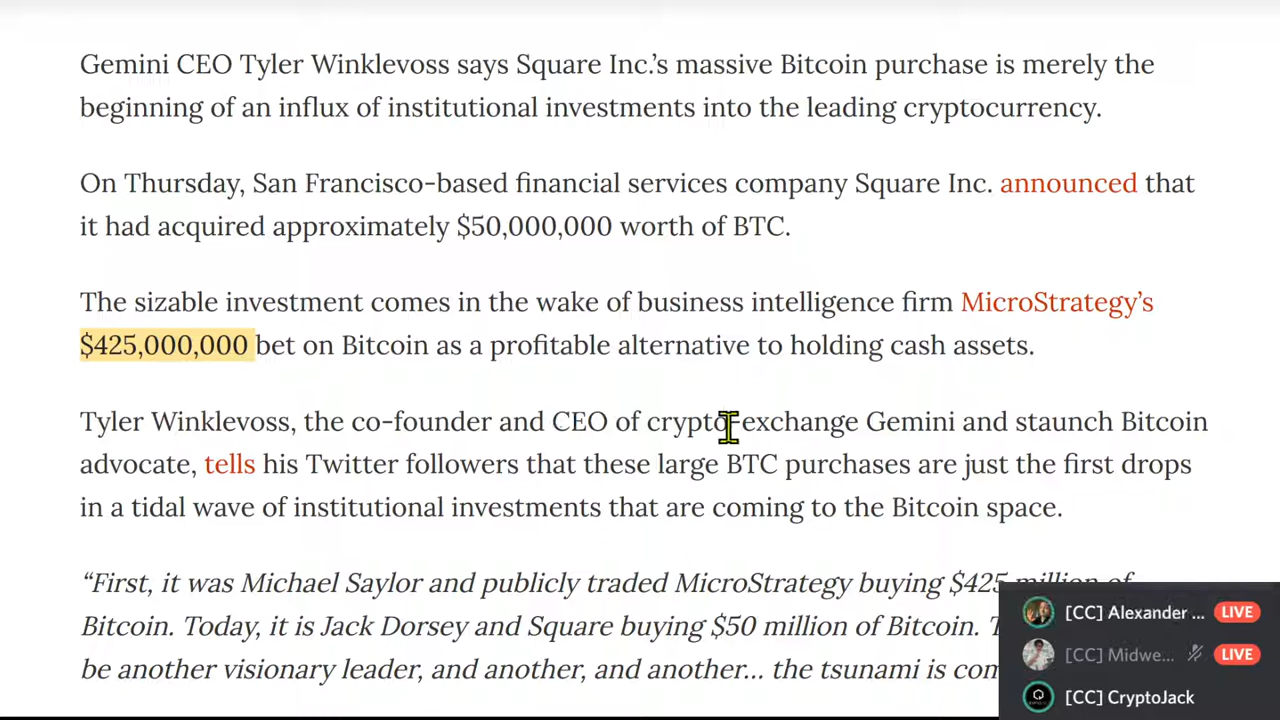 Gemini CEO Tyler Winklevoss says Square Inc.’s massive Bitcoin purchase is merely the
beginning of an influx of institutional investments into the leading cryptocurrency.
On Thursday, San Francisco-based financial services company Square Inc. announced that
it had acquired approximately $50,000,000 worth of BTC.
The sizable investment comes in the wake of business intelligence firm MicroStrategy’s
$425,000,000 bet on Bitcoin as a profitable alternative to holding cash assets.
Tyler Winklevoss, the co-founder and CEO of crypto exchange Gemini and staunch Bitcoin
advocate, tells his Twitter followers that these large BTC purchases are just the first drops
in a tidal wave of institutional investments that are coming to the Bitcoin space.
“First, it was Michael Saylor and publicly traded MicroStrategy buying $425 million of
Bitcoin. Today, it is Jack Dorsey and Square buying $50 million of Bitcoin.
be another visionary leader, and another, and another… the tsunami is
[CC] Alexander ... LIVE
[CC] Midwe... LIVE
[CC] CryptoJack